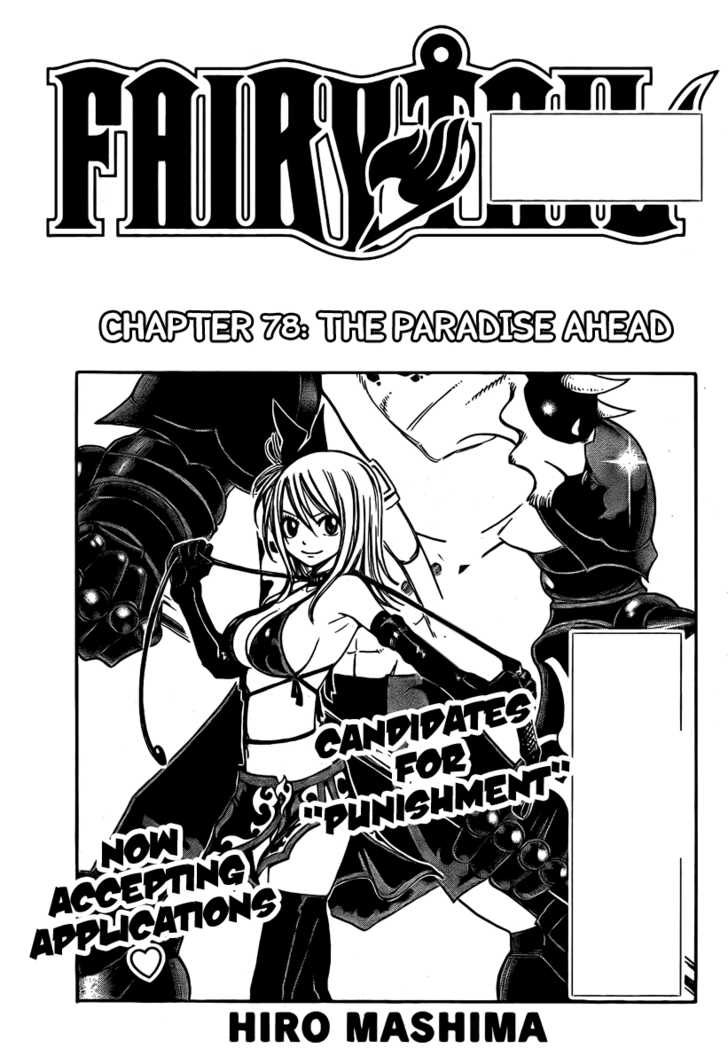 FAIRY TAIL
CHAPTER 78: THE PARADISE AHEAD
CANDIDATES
FOR
"PUNISHMENT"
NOW
ACCEPTING
APPLICATIONS
HIRO MASHIMA